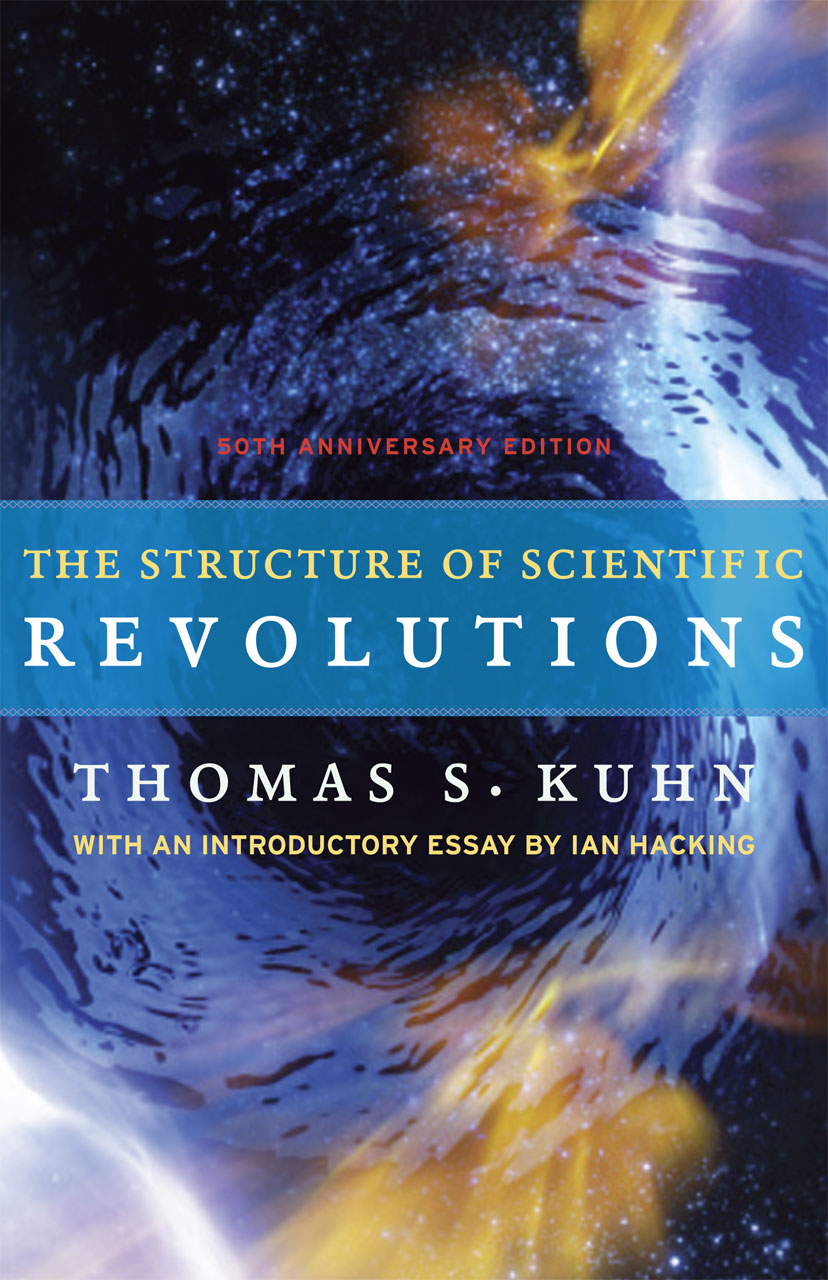 50TH ANNIVERSARY EDITION
THE STRUCTURE OF SCIENTIFIC
REVOLUTIONS
THOMAS S. KUHN
WITH AN INTRODUCTORY ESSAY BY IAN HACKING